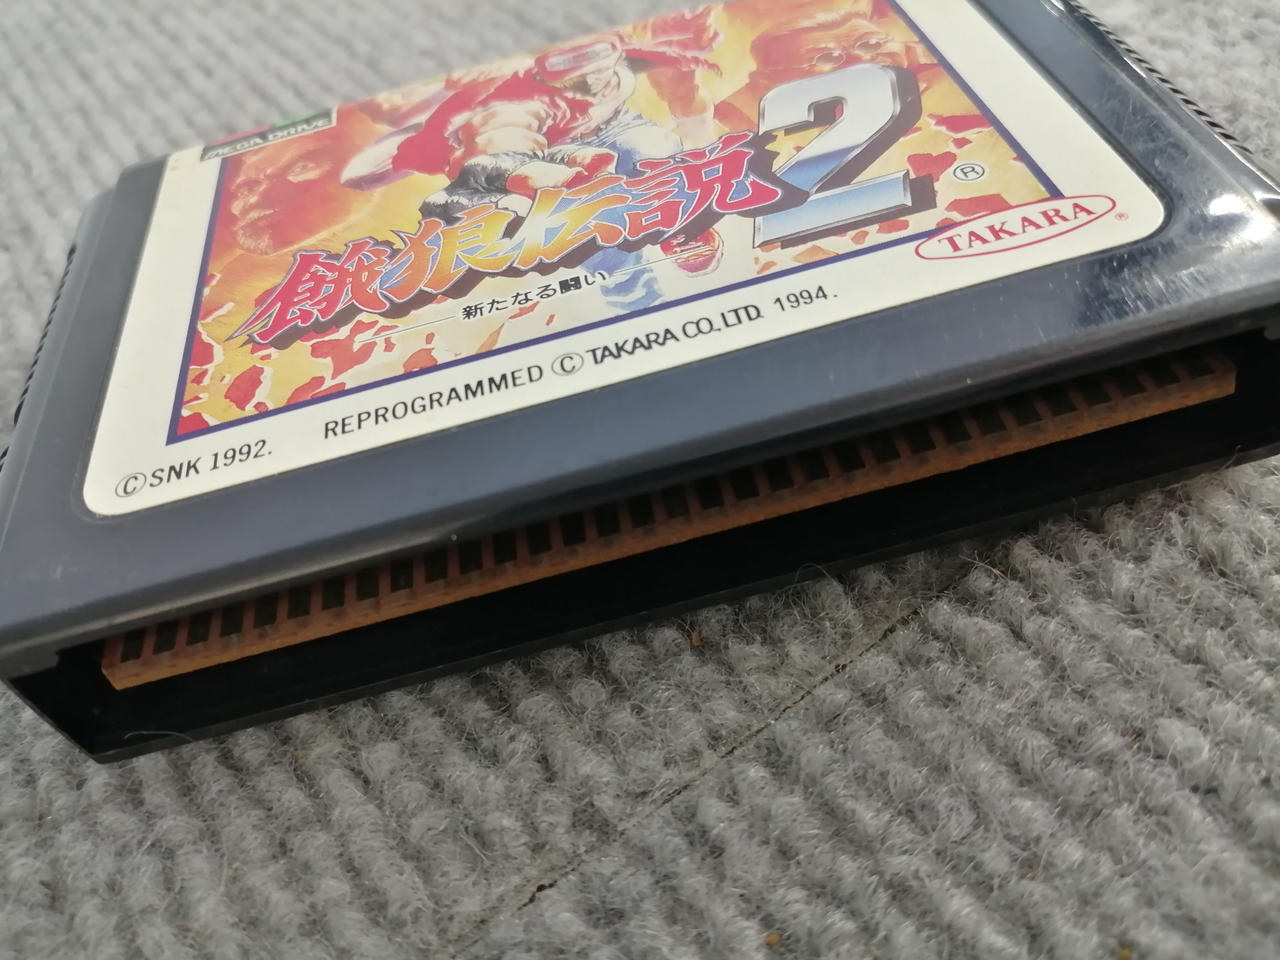 MEGA DRIVE
餓狼伝説2®
新たなる闘い
TAKARA®
©SNK 1992. REPROGRAMMED © TAKARA CO.,LTD. 1994.